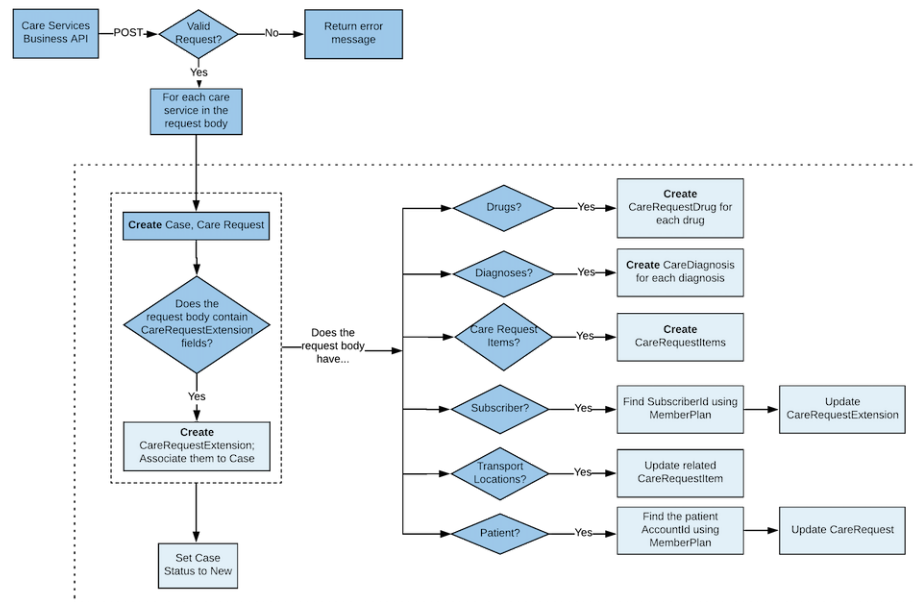 Care Services
Business API
POST
Valid
Request?
No
Return error
message
Yes
For each care
service in the
request body
Create Case, Care Request
Does the
request body contain
CareRequestExtension
fields?
Yes
Create
CareRequestExtension;
Associate them to Case
Set Case
Status to New
Does the
request body
have...
Drugs?
Yes
Create
CareRequestDrug for
each drug
Diagnoses?
Yes
Create CareDiagnosis
for each diagnosis
Care Request
Items?
Yes
Create
CareRequestItems
Subscriber?
Yes
Find SubscriberId using
MemberPlan
Update
CareRequestExtension
Transport
Locations?
Yes
Update related
CareRequestItem
Patient?
Yes
Find the patient
AccountId using
MemberPlan
Update CareRequest